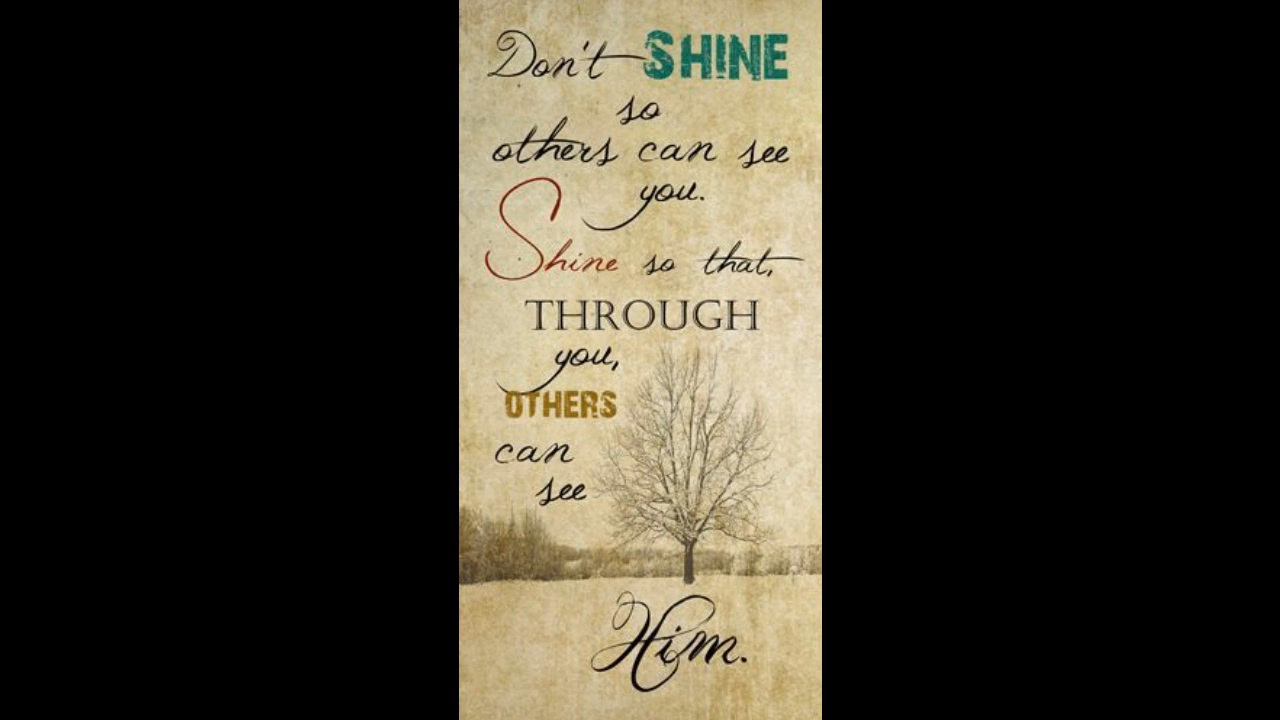 Don't SHINE
so
others can see
you.
Shine so that,
THROUGH
you,
OTHERS
can
see
Him.